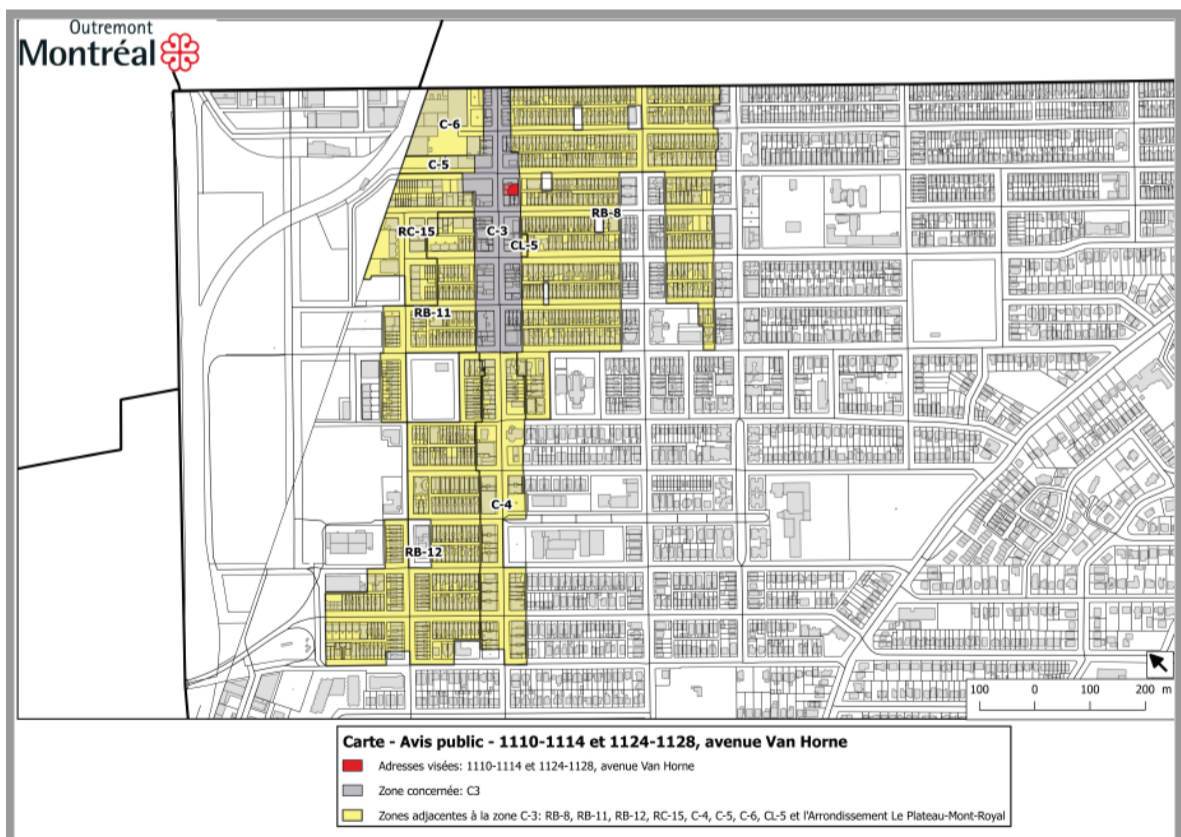 Outremont
Montréal
C-6
C-5
RB-8
RC-15
C-3
CL-5
RB-11
C-4
RB-12
100 0 100 200 m
Carte - Avis public - 1110-1114 et 1124-1128, avenue Van Horne
Adresses visées: 1110-1114 et 1124-1128, avenue Van Horne
Zone concernée: C3
Zones adjacentes à la zone C-3: RB-8, RB-11, RB-12, RC-15, C-4, C-5, C-6, CL-5 et l'Arrondissement Le Plateau-Mont-Royal